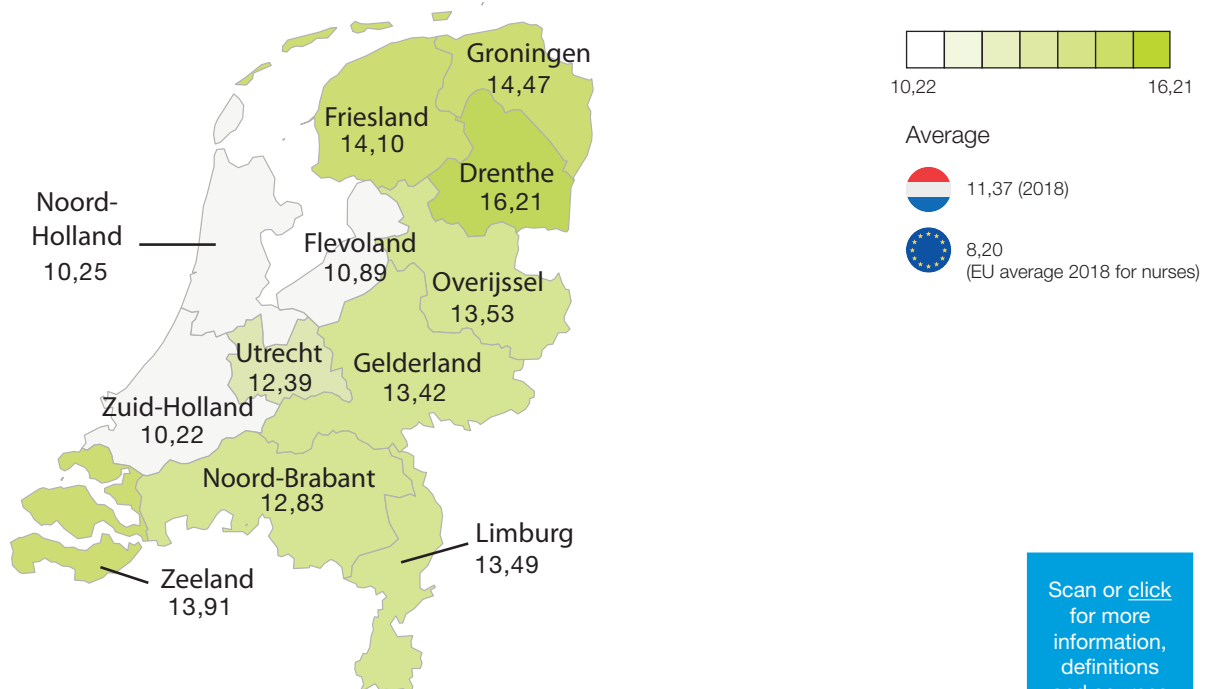 Groningen
14,47
Friesland
14,10
Drenthe
16,21
Noord-
Holland
10,25
Flevoland
10,89
Overijssel
13,53
Utrecht
12,39
Gelderland
13,42
Zuid-Holland
10,22
Noord-Brabant
12,83
Limburg
13,49
Zeeland
13,91
10,22 16,21
Average
11,37 (2018)
8,20
(EU average 2018 for nurses)
Scan or click
for more
information,
definitions